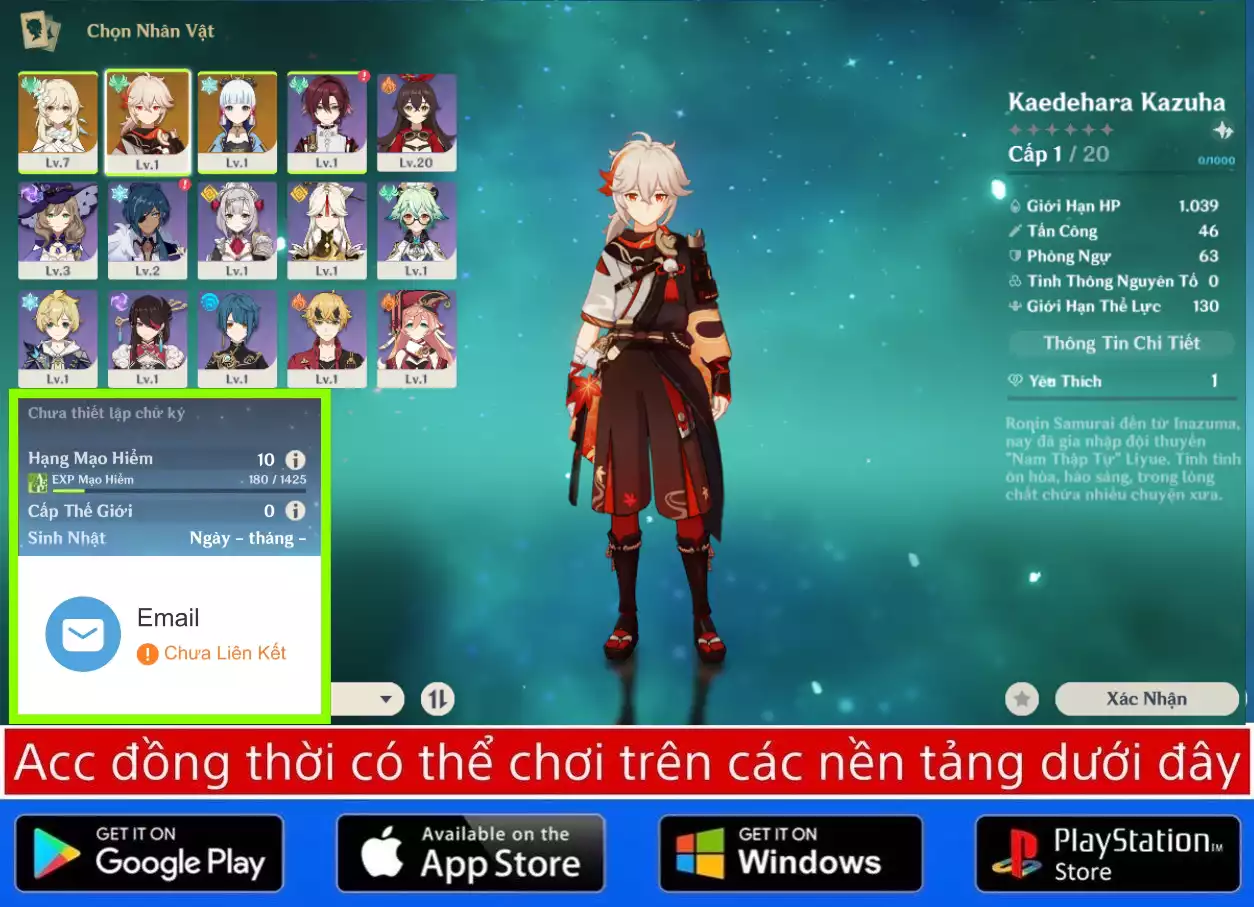 Chọn Nhân Vật
Lv.7
Lv.1
Lv.1
Lv.1
Lv.20
Lv.3
Lv.2
Lv.1
Lv.1
Lv.1
Lv.1
Lv.1
Lv.1
Lv.1
Lv.1
Chưa thiết lập chữ ký
Hạng Mạo Hiểm 10
EXP Mạo Hiểm 180 / 1425
Cấp Thế Giới 0
Sinh Nhật Ngày - tháng -
Email
Chưa Liên Kết
Kaedehara Kazuha
Cấp 1 / 20
0/1000
Giới Hạn HP 1.039
Tấn Công 46
Phòng Ngự 63
Tinh Thông Nguyên Tố 0
Giới Hạn Thể Lực 130
Thông Tin Chi Tiết
Yêu Thích 1
Ronin Samurai đến từ Inazuma,
nay đã gia nhập đội thuyền
"Nam Thập Tự" Liyue. Tính tình
ôn hòa, hào sảng, trong lòng
chất chứa nhiều chuyện xưa.
Xác Nhận
Acc đồng thời có thể chơi trên các nền tảng dưới đây
GET IT ON
Google Play
Available on the
App Store
GET IT ON
Windows
PlayStation™
Store